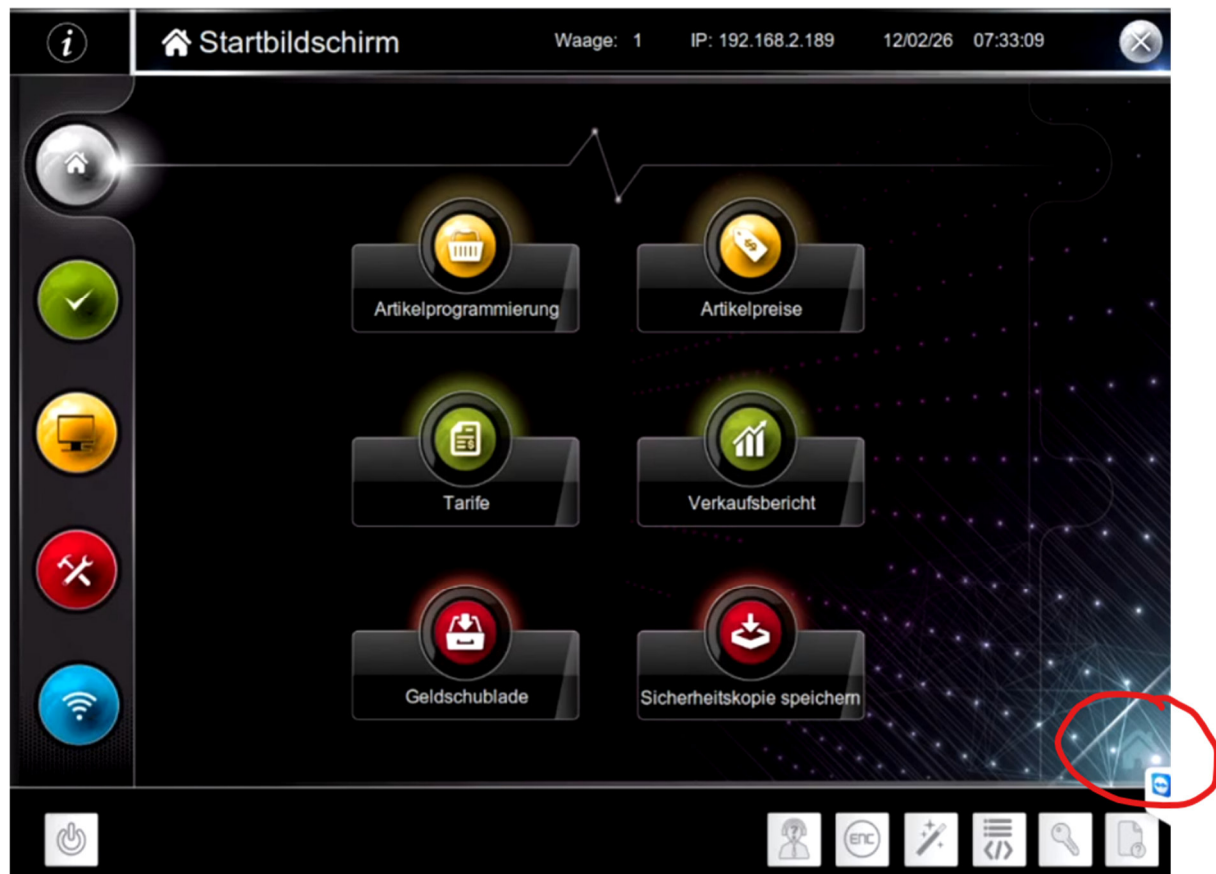 i
Startbildschirm
Waage: 1 IP: 192.168.2.189 12/02/26 07:33:09
Artikelprogrammierung
Artikelpreise
Tarife
Verkaufsbericht
Geldschublade
Sicherheitskopie speichern
ENC